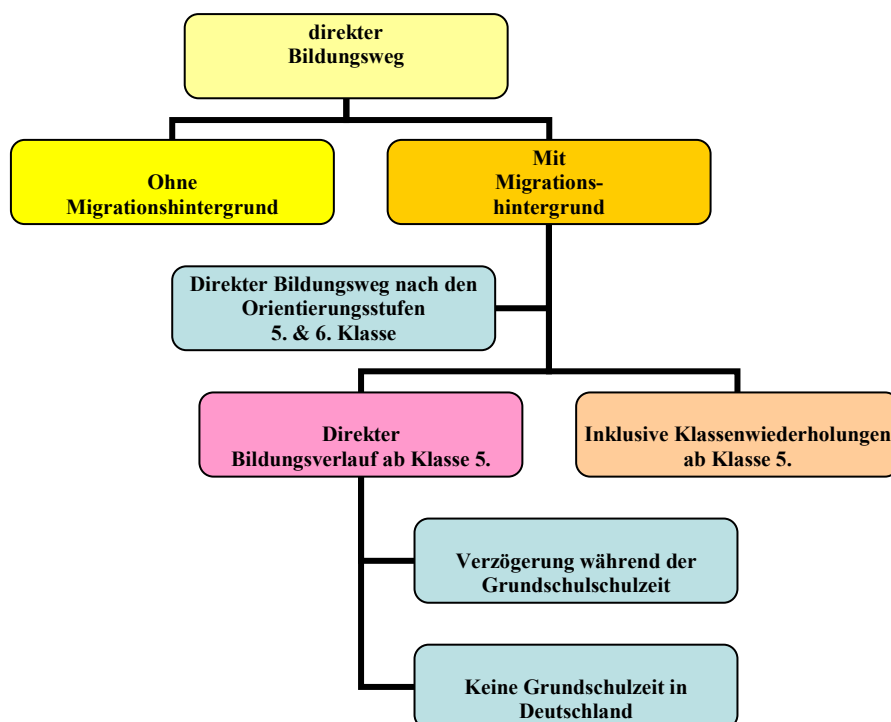 direkter
Bildungsweg
Ohne
Migrationshintergrund
Mit
Migrations-
hintergrund
Direkter Bildungsweg nach den
Orientierungsstufen
5. & 6. Klasse
Direkter
Bildungsverlauf ab Klasse 5.
Inklusive Klassenwiederholungen
ab Klasse 5.
Verzögerung während der
Grundschulschulzeit
Keine Grundschulzeit in
Deutschland